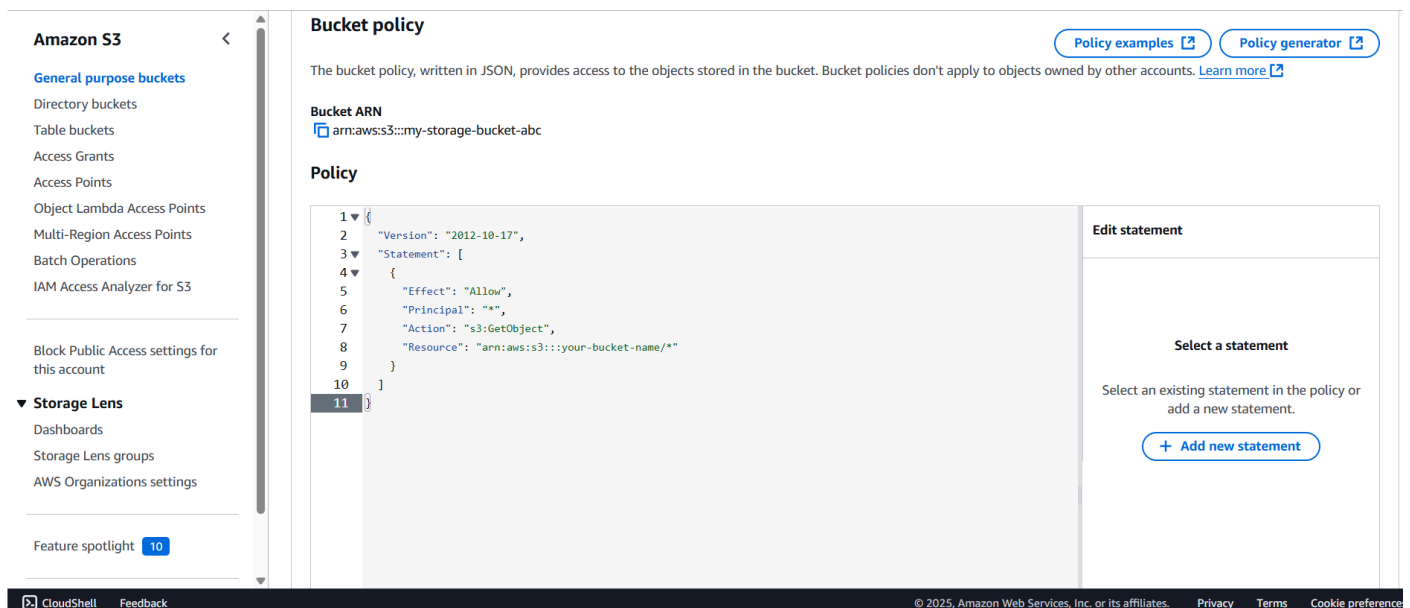 Amazon S3
General purpose buckets
Directory buckets
Table buckets
Access Grants
Access Points
Object Lambda Access Points
Multi-Region Access Points
Batch Operations
IAM Access Analyzer for S3
Block Public Access settings for
this account
Storage Lens
Dashboards
Storage Lens groups
AWS Organizations settings
Feature spotlight 10
Bucket policy
Policy examples
Policy generator
The bucket policy, written in JSON, provides access to the objects stored in the bucket. Bucket policies don't apply to objects owned by other accounts. Learn more
Bucket ARN
arn:aws:s3:::my-storage-bucket-abc
Policy
1 {
2 "Version": "2012-10-17",
3 "Statement": [
4 {
5 "Effect": "Allow",
6 "Principal": "*",
7 "Action": "s3:GetObject",
8 "Resource": "arn:aws:s3:::your-bucket-name/*"
9 }
10 ]
11 }
Edit statement
Select a statement
Select an existing statement in the policy or
add a new statement.
+ Add new statement
CloudShell Feedback © 2025, Amazon Web Services, Inc. or its affiliates. Privacy Terms Cookie preferences